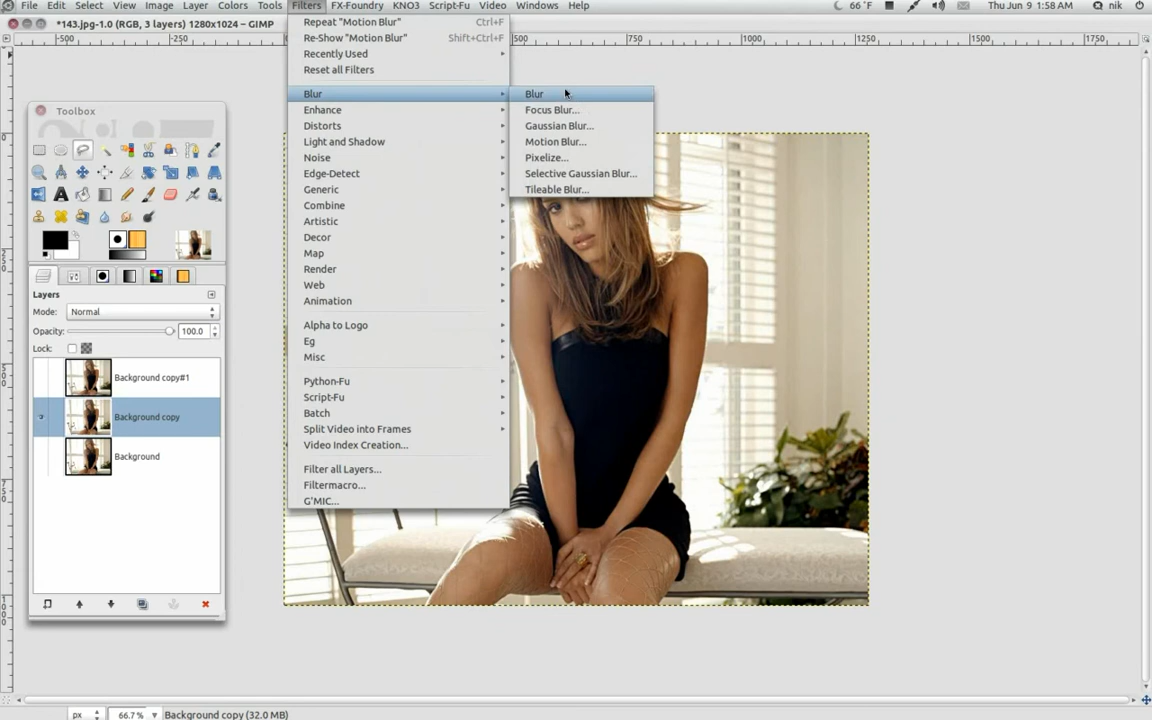 File Edit Select View Image Layer Colors Tools Filters FX-Foundry KNO3 Script-Fu Video Windows Help 66 °F Thu Jun 9 1:58 AM nik
*143.jpg-1.0 (RGB, 3 layers) 1280x1024 – GIMP
-500 -250 500 750 1000 1250
Repeat "Motion Blur" Ctrl+F
Re-Show "Motion Blur" Shift+Ctrl+F
Recently Used
Reset all Filters
Blur
Enhance
Distorts
Light and Shadow
Noise
Edge-Detect
Generic
Combine
Artistic
Decor
Map
Render
Web
Animation
Alpha to Logo
Eg
Misc
Python-Fu
Script-Fu
Batch
Split Video into Frames
Video Index Creation...
Filter all Layers...
Filtermacro...
G'MIC...
Blur
Focus Blur...
Gaussian Blur...
Motion Blur...
Pixelize...
Selective Gaussian Blur...
Tileable Blur...
Toolbox
Layers
Mode: Normal
Opacity: 100.0
Lock:
Background copy#1
Background copy
Background
px 66.7% Background copy (32.0 MB)